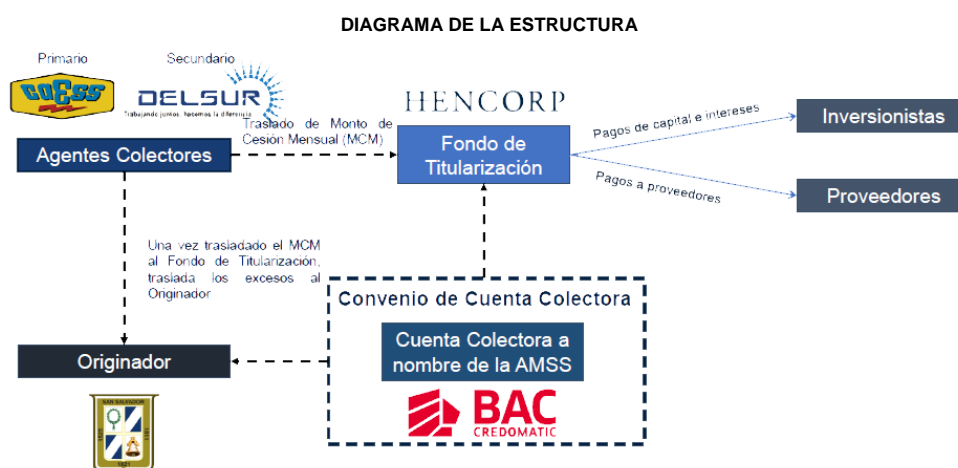 DIAGRAMA DE LA ESTRUCTURA
Primario
Secundario
CAESS
DELSUR
Trabajando juntos, hacemos la diferencia
HENCORP
Agentes Colectores
Traslado de Monto de
Cesión Mensual (MCM)
Fondo de
Titularización
Pagos de capital e intereses
Inversionistas
Pagos a proveedores
Proveedores
Una vez trasladado el MCM
al Fondo de Titularización,
traslada los excesos al
Originador
Convenio de Cuenta Colectora
Cuenta Colectora a
nombre de la AMSS
BAC
CREDOMATIC
Originador
SAN SALVADOR